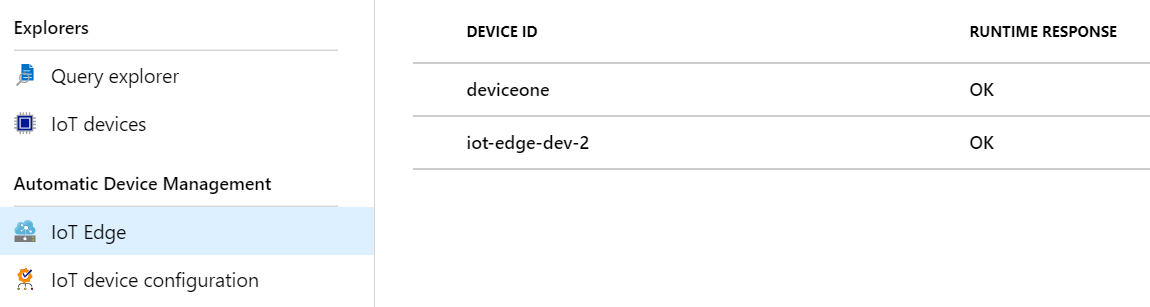 Explorers
Query explorer
IoT devices
Automatic Device Management
IoT Edge
IoT device configuration
DEVICE ID RUNTIME RESPONSE
deviceone OK
iot-edge-dev-2 OK